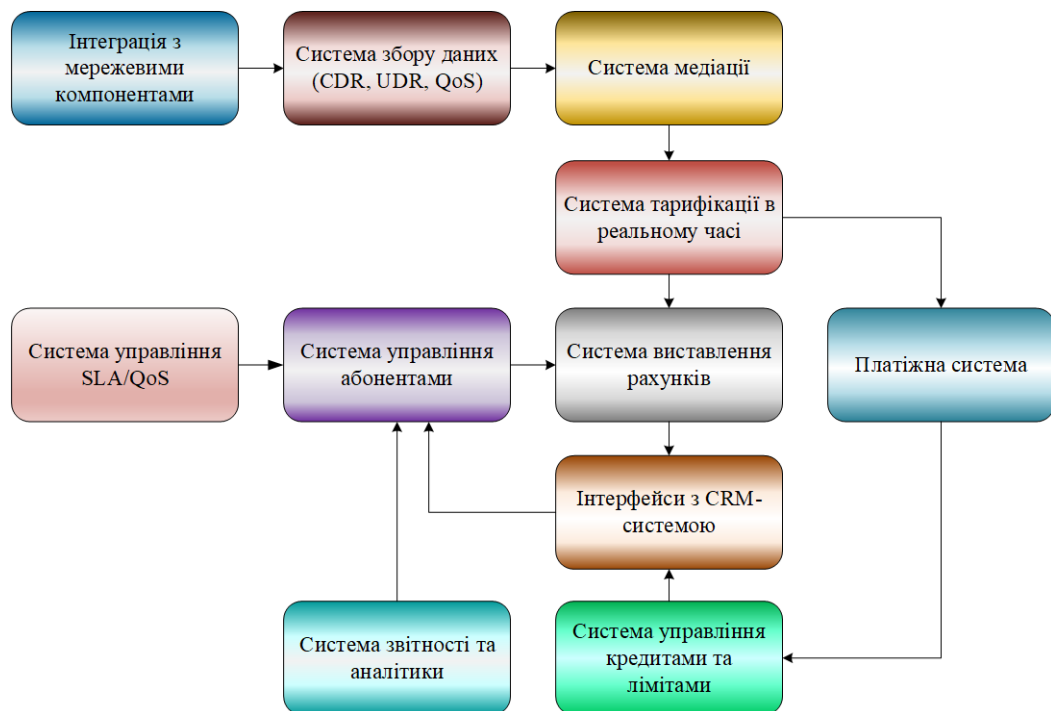 Інтеграція з
мережевими
компонентами
Система збору даних
(CDR, UDR, QoS)
Система медіації
Система тарифікації в
реальному часі
Система управління
SLA/QoS
Система управління
абонентами
Система виставлення
рахунків
Платіжна система
Інтерфейси з CRM-
системою
Система звітності та
аналітики
Система управління
кредитами та
лімітами